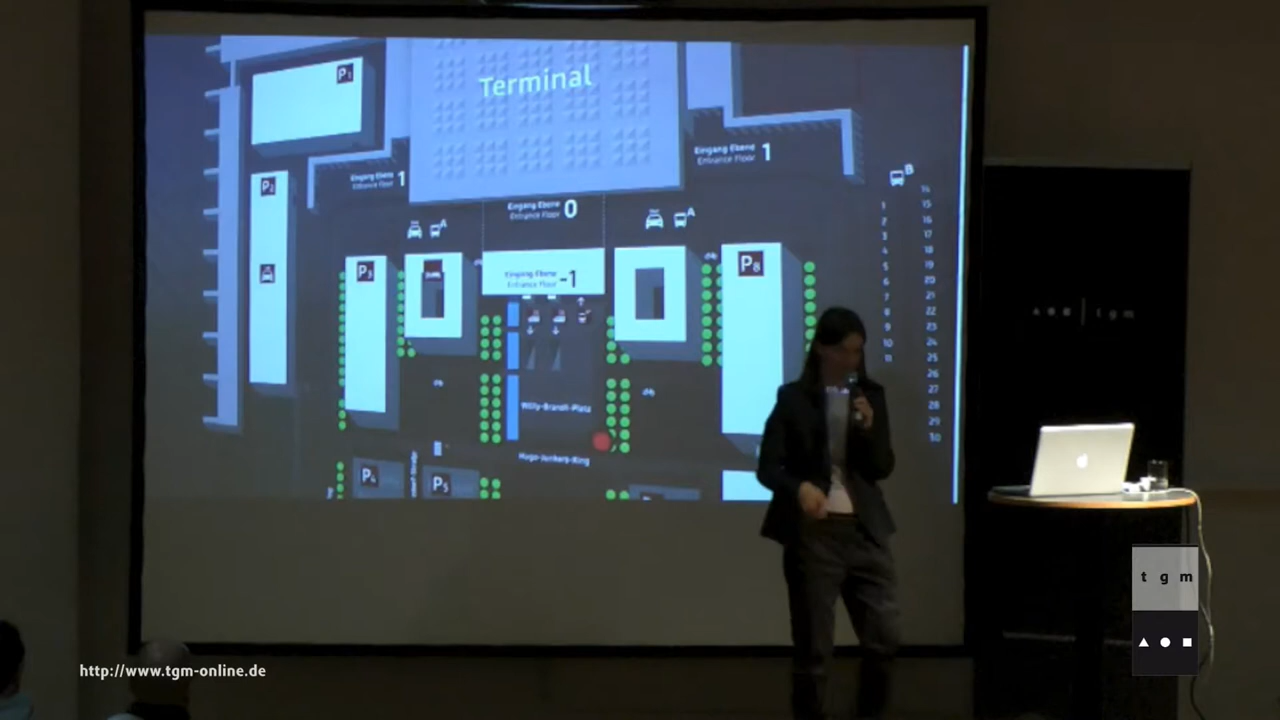 Terminal
P1
Eingang Ebene
Entrance Floor 1
Eingang Ebene
Entrance Floor 1
B
P2
Eingang Ebene
Entrance Floor 0
A
A
Eingang Ebene
Entrance Floor -1
P3
P8
1
2
3
4
5
6
7
8
9
10
11
14
15
16
17
18
19
20
21
22
23
24
25
26
27
28
29
30
Willy-Brandt-Platz
Hugo-Junkers-Ring
P4
P5
tgm
t g m
http://www.tgm-online.de